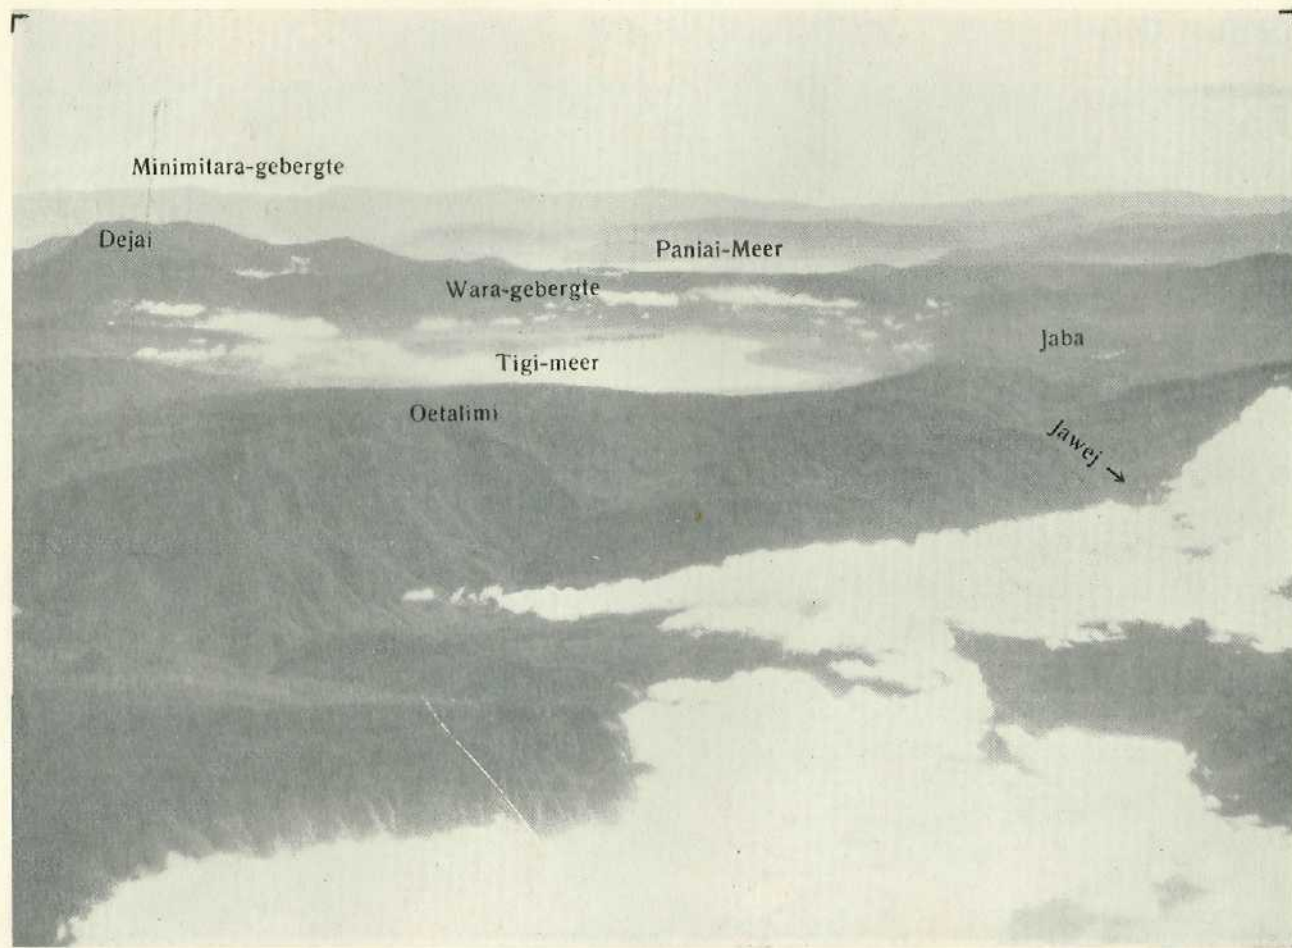 Minimitara-gebergte
Dejai
Paniai-Meer
Wara-gebergte
Jaba
Tigi-meer
Oetalimi
Jawej →